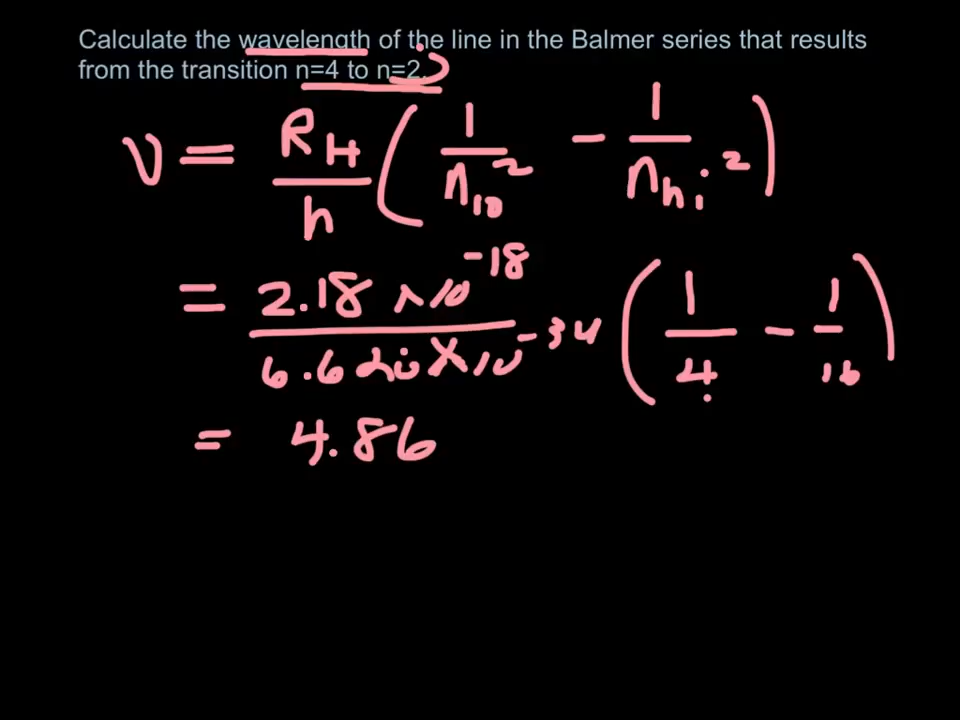 Calculate the wavelength of the line in the Balmer series that results
from the transition n=4 to n=2.
ν = R_H / h ( 1 / n_lo² − 1 / n_hi² )
= 2.18 × 10⁻¹⁸ / 6.626 × 10⁻³⁴ ( 1 / 4 − 1 / 16 )
= 4.86